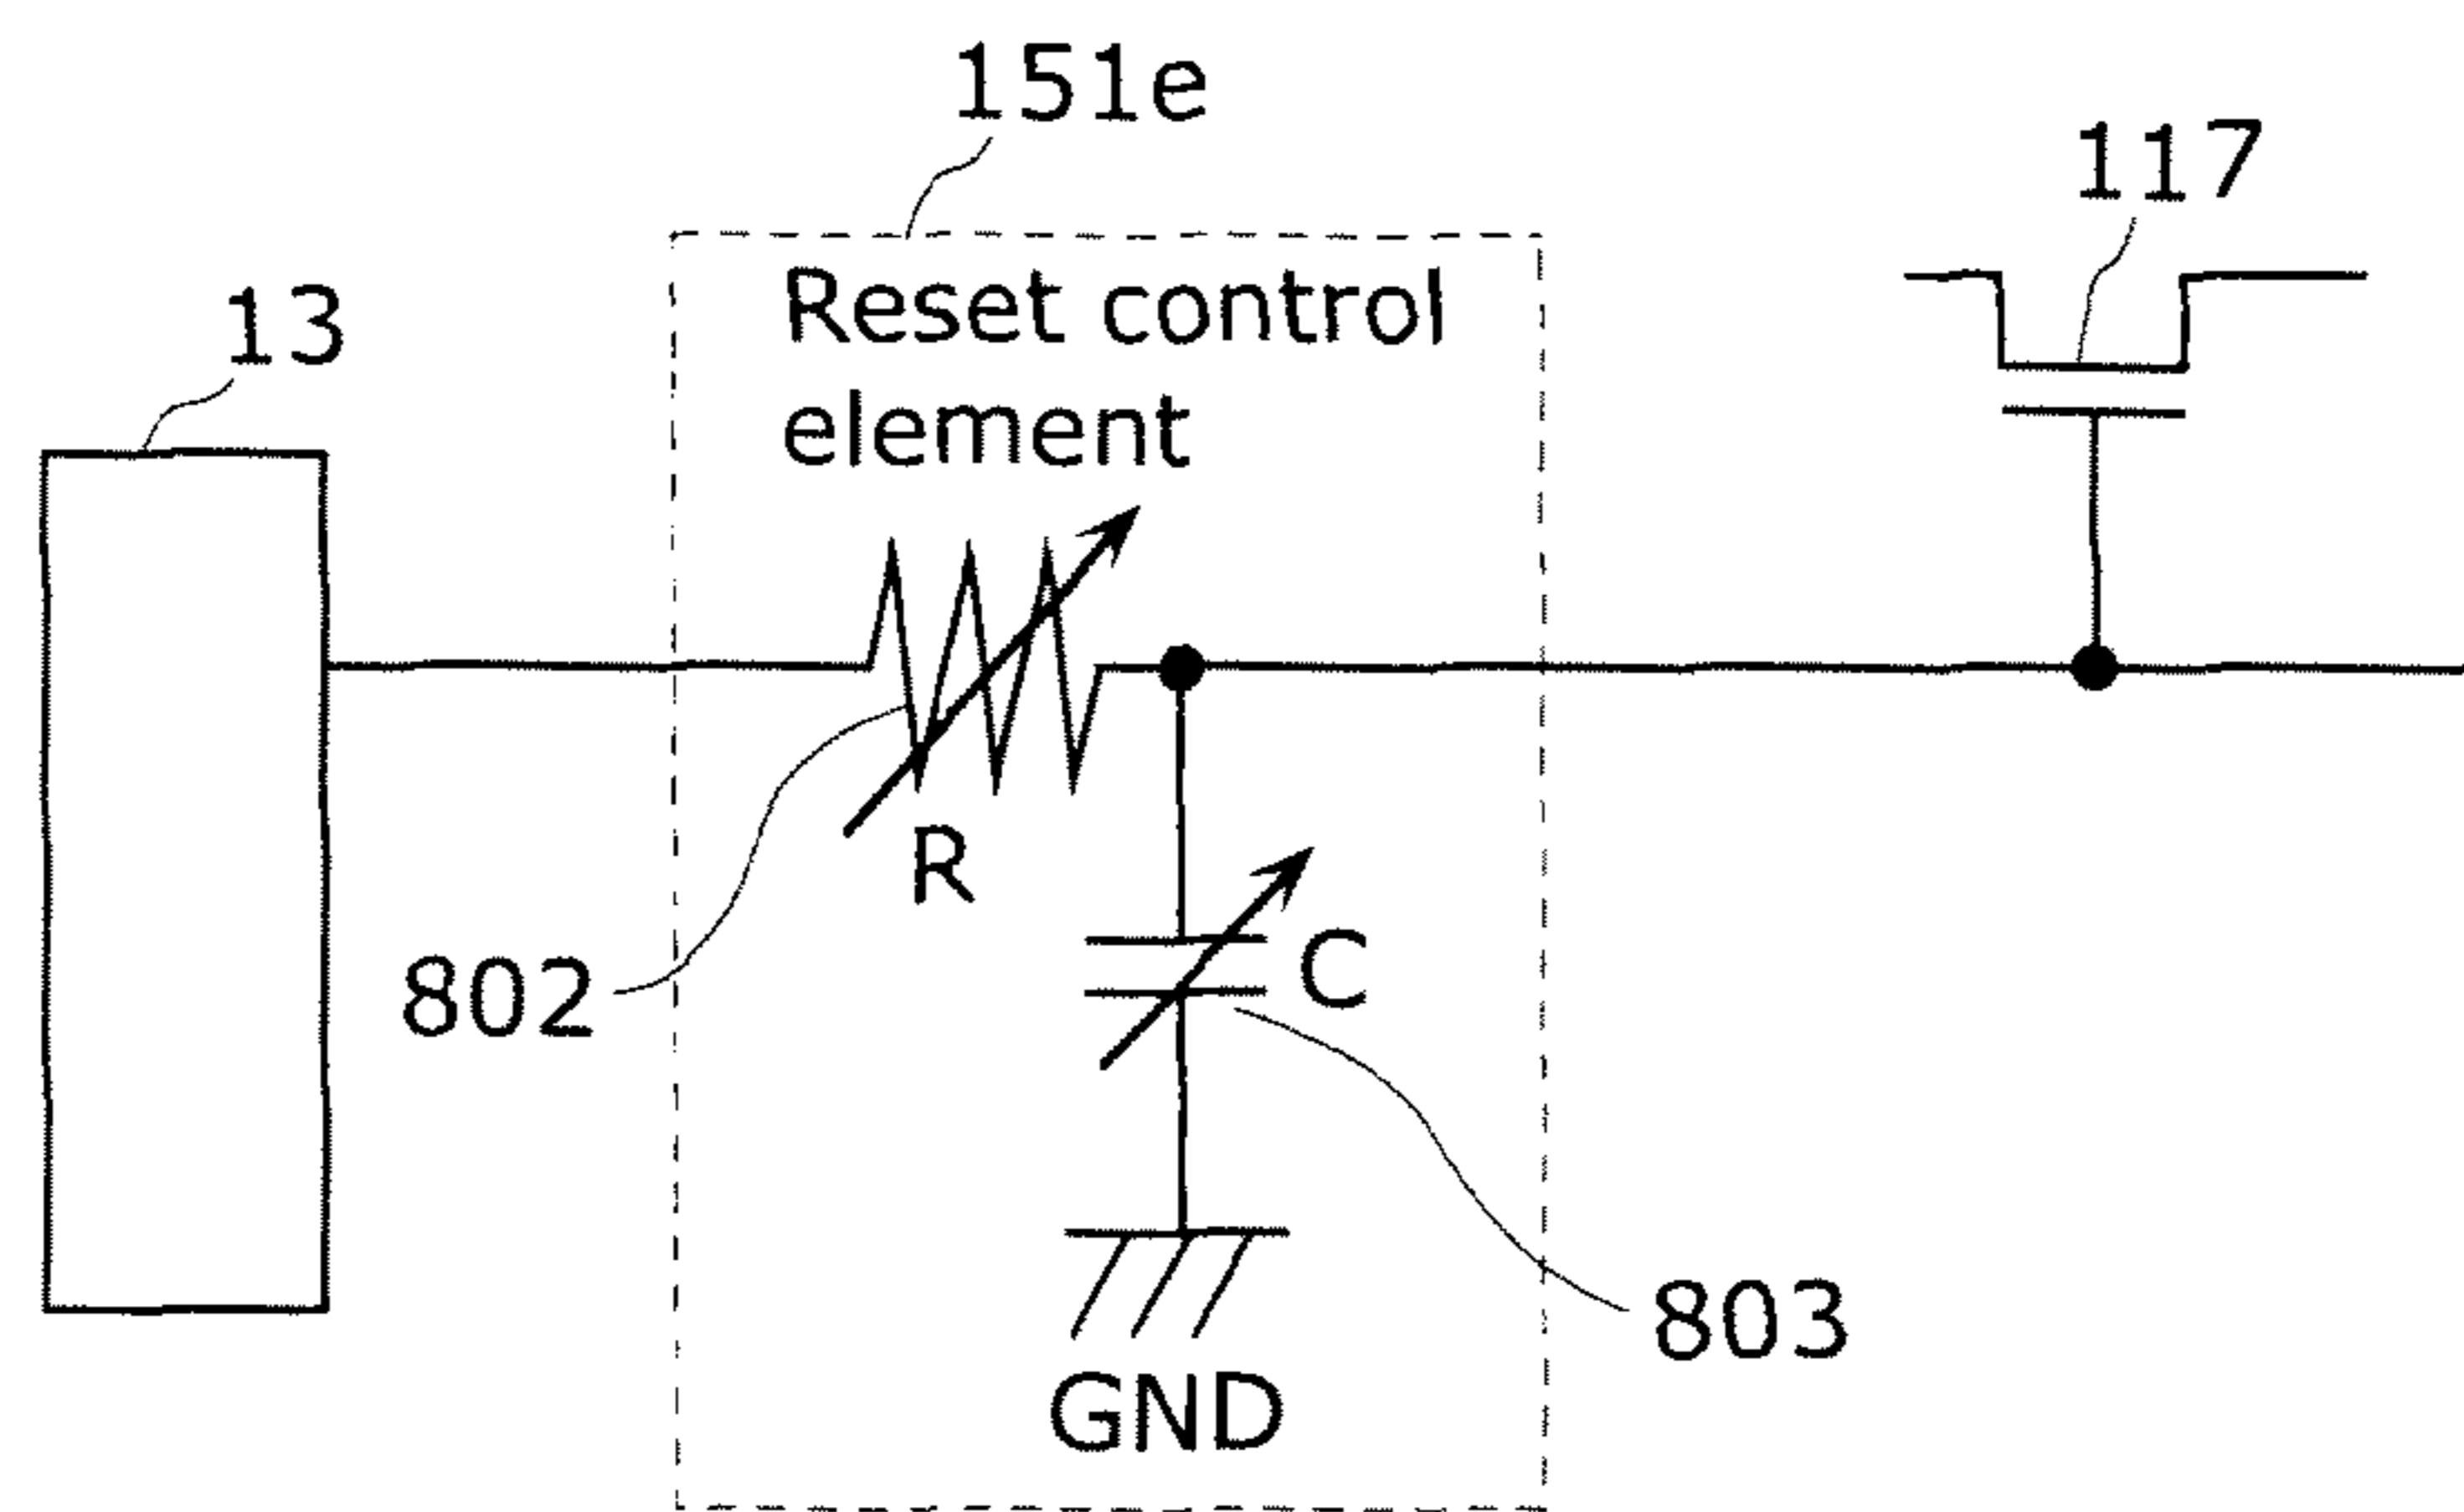 151e
117
13
Reset control
element
R
802
C
803
GND